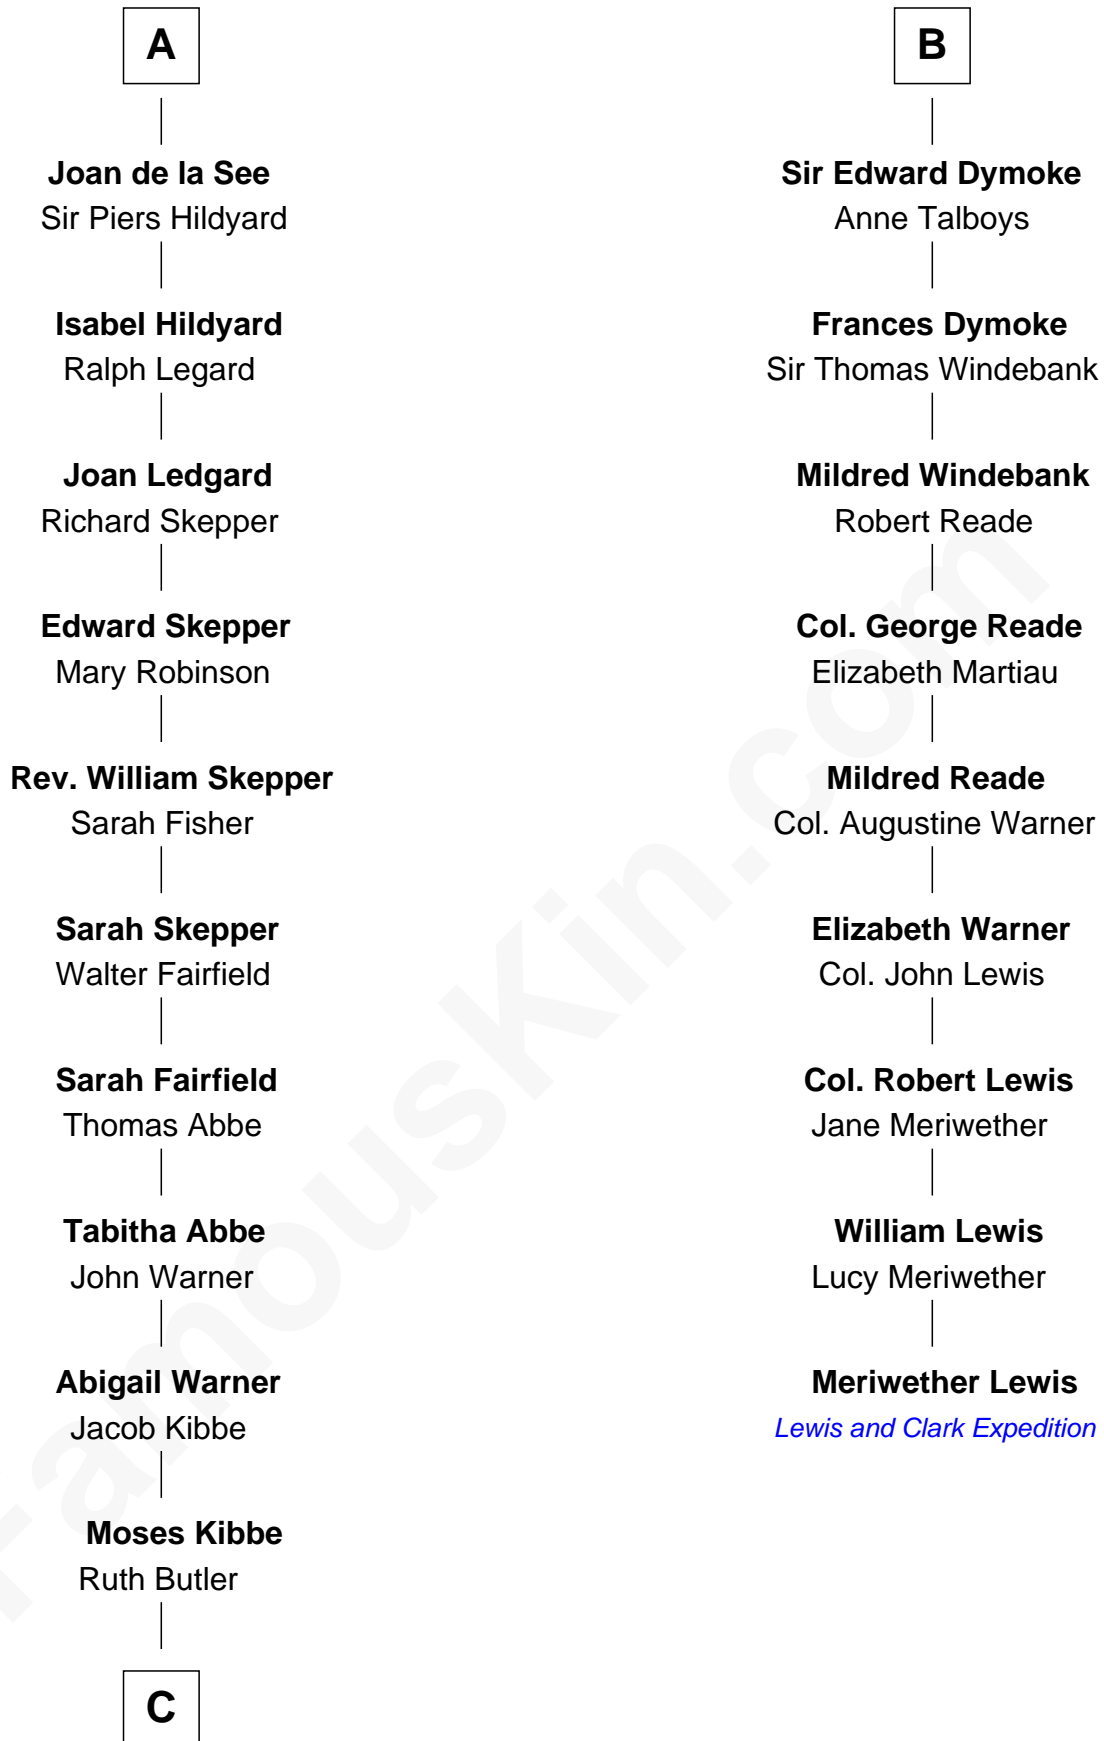 A
Joan de la See
Sir Piers Hildyard
Isabel Hildyard
Ralph Legard
Joan Ledgard
Richard Skepper
Edward Skepper
Mary Robinson
Rev. William Skepper
Sarah Fisher
Sarah Skepper
Walter Fairfield
Sarah Fairfield
Thomas Abbe
Tabitha Abbe
John Warner
Abigail Warner
Jacob Kibbe
Moses Kibbe
Ruth Butler
C
B
Sir Edward Dymoke
Anne Talboys
Frances Dymoke
Sir Thomas Windebank
Mildred Windebank
Robert Reade
Col. George Reade
Elizabeth Martiau
Mildred Reade
Col. Augustine Warner
Elizabeth Warner
Col. John Lewis
Col. Robert Lewis
Jane Meriwether
William Lewis
Lucy Meriwether
Meriwether Lewis
Lewis and Clark Expedition
FamousKin.com